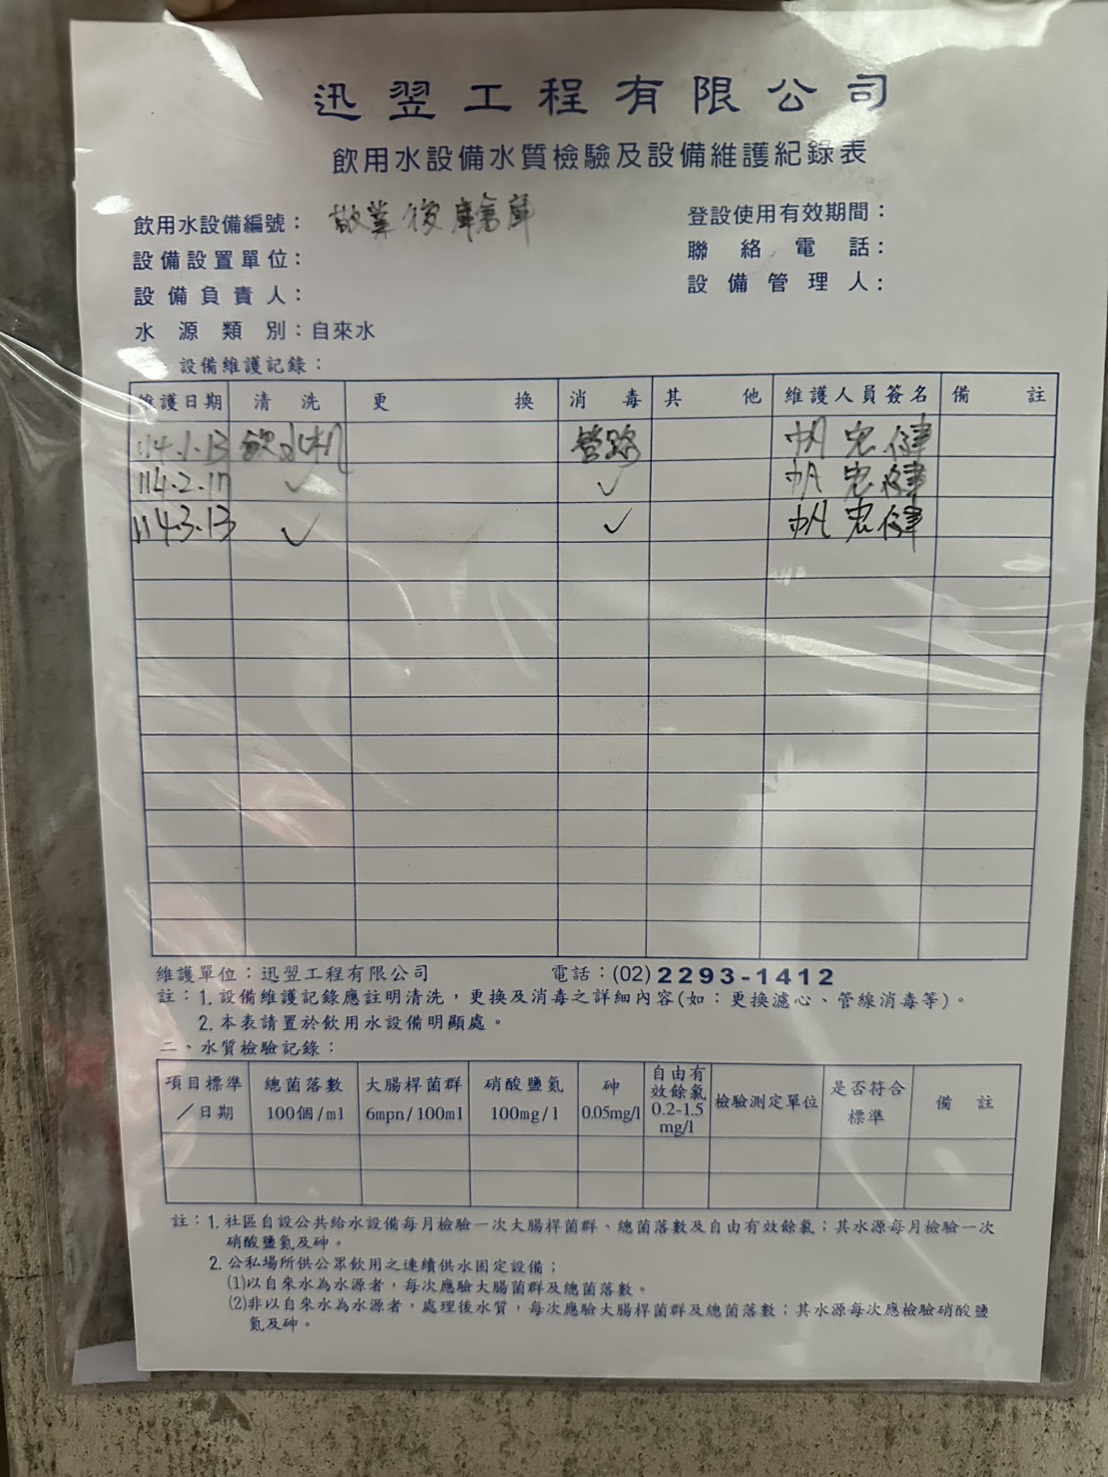 迅翌工程有限公司
飲用水設備水質檢驗及設備維護紀錄表
飲用水設備編號： 敬業後庫倉庫
登設使用有效期間：
設備設置單位：
聯絡電話：
設備負責人：
設備管理人：
水源類別：自來水
設備維護記錄：
維護日期 清洗 更換 消毒 其他 維護人員簽名 備註
114.1.13 飲水机 管路 宏健
114.2.17 ✓ ✓ 宏健
114.3.13 ✓ ✓ 宏健
維護單位：迅翌工程有限公司 電話：(02)2293-1412
註：1.設備維護記錄應註明清洗，更換及消毒之詳細內容(如：更換濾心、管線消毒等)。
2.本表請置於飲用水設備明顯處。
二、水質檢驗記錄：
項目標準／日期 總菌落數 100個/ml 大腸桿菌群 6mpn/100ml 硝酸鹽氮 100mg/l 砷 0.05mg/l 自由有效餘氯 0.2-1.5 mg/l 檢驗測定單位 是否符合標準 備註
註：1.社區自設公共給水設備每月檢驗一次大腸桿菌群、總菌落數及自由有效餘氯；其水源每月檢驗一次
硝酸鹽氮及砷。
2.公私場所供公眾飲用之連續供水固定設備；
(1)以自來水為水源者，每次應驗大腸菌群及總菌落數。
(2)非以自來水為水源者，處理後水質，每次應驗大腸桿菌群及總菌落數；其水源每次應檢驗硝酸鹽
氮及砷。